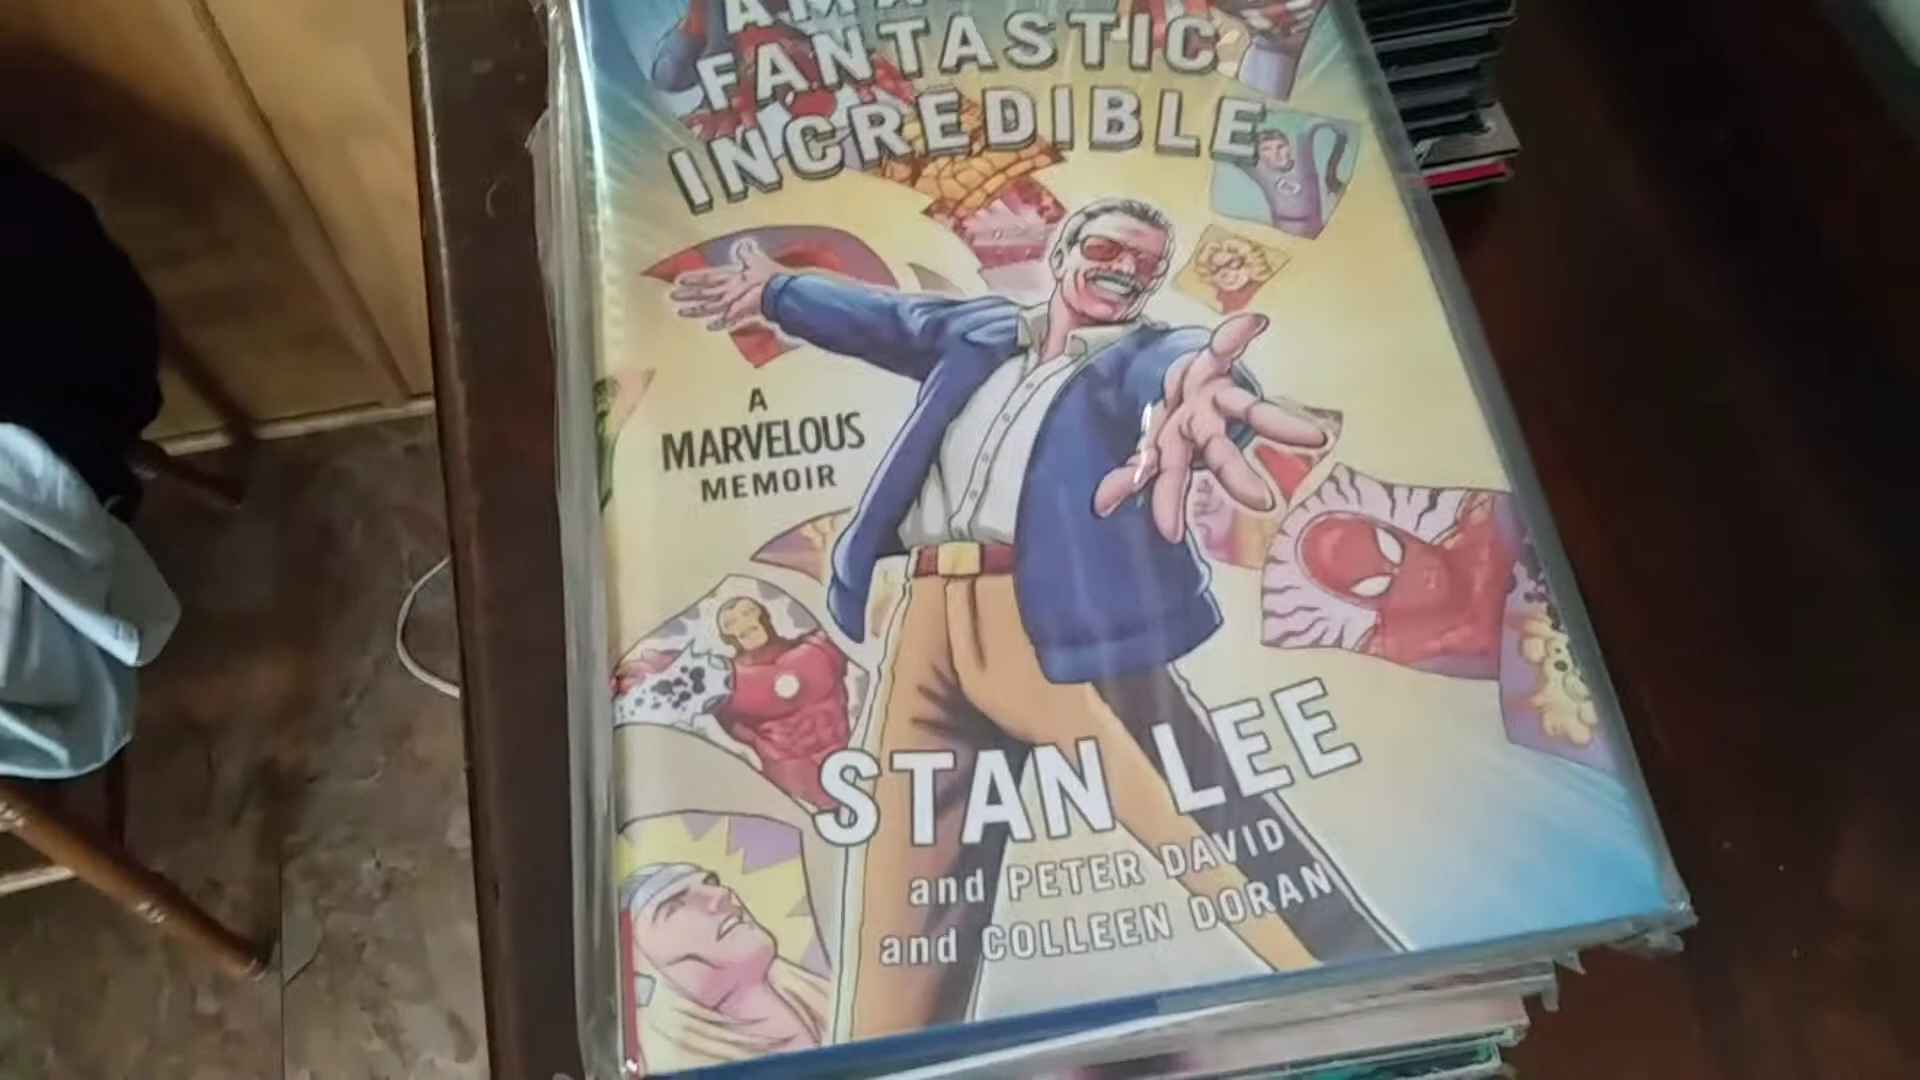 FANTASTIC
INCREDIBLE
A
MARVELOUS
MEMOIR
STAN LEE
and PETER DAVID
and COLLEEN DORAN